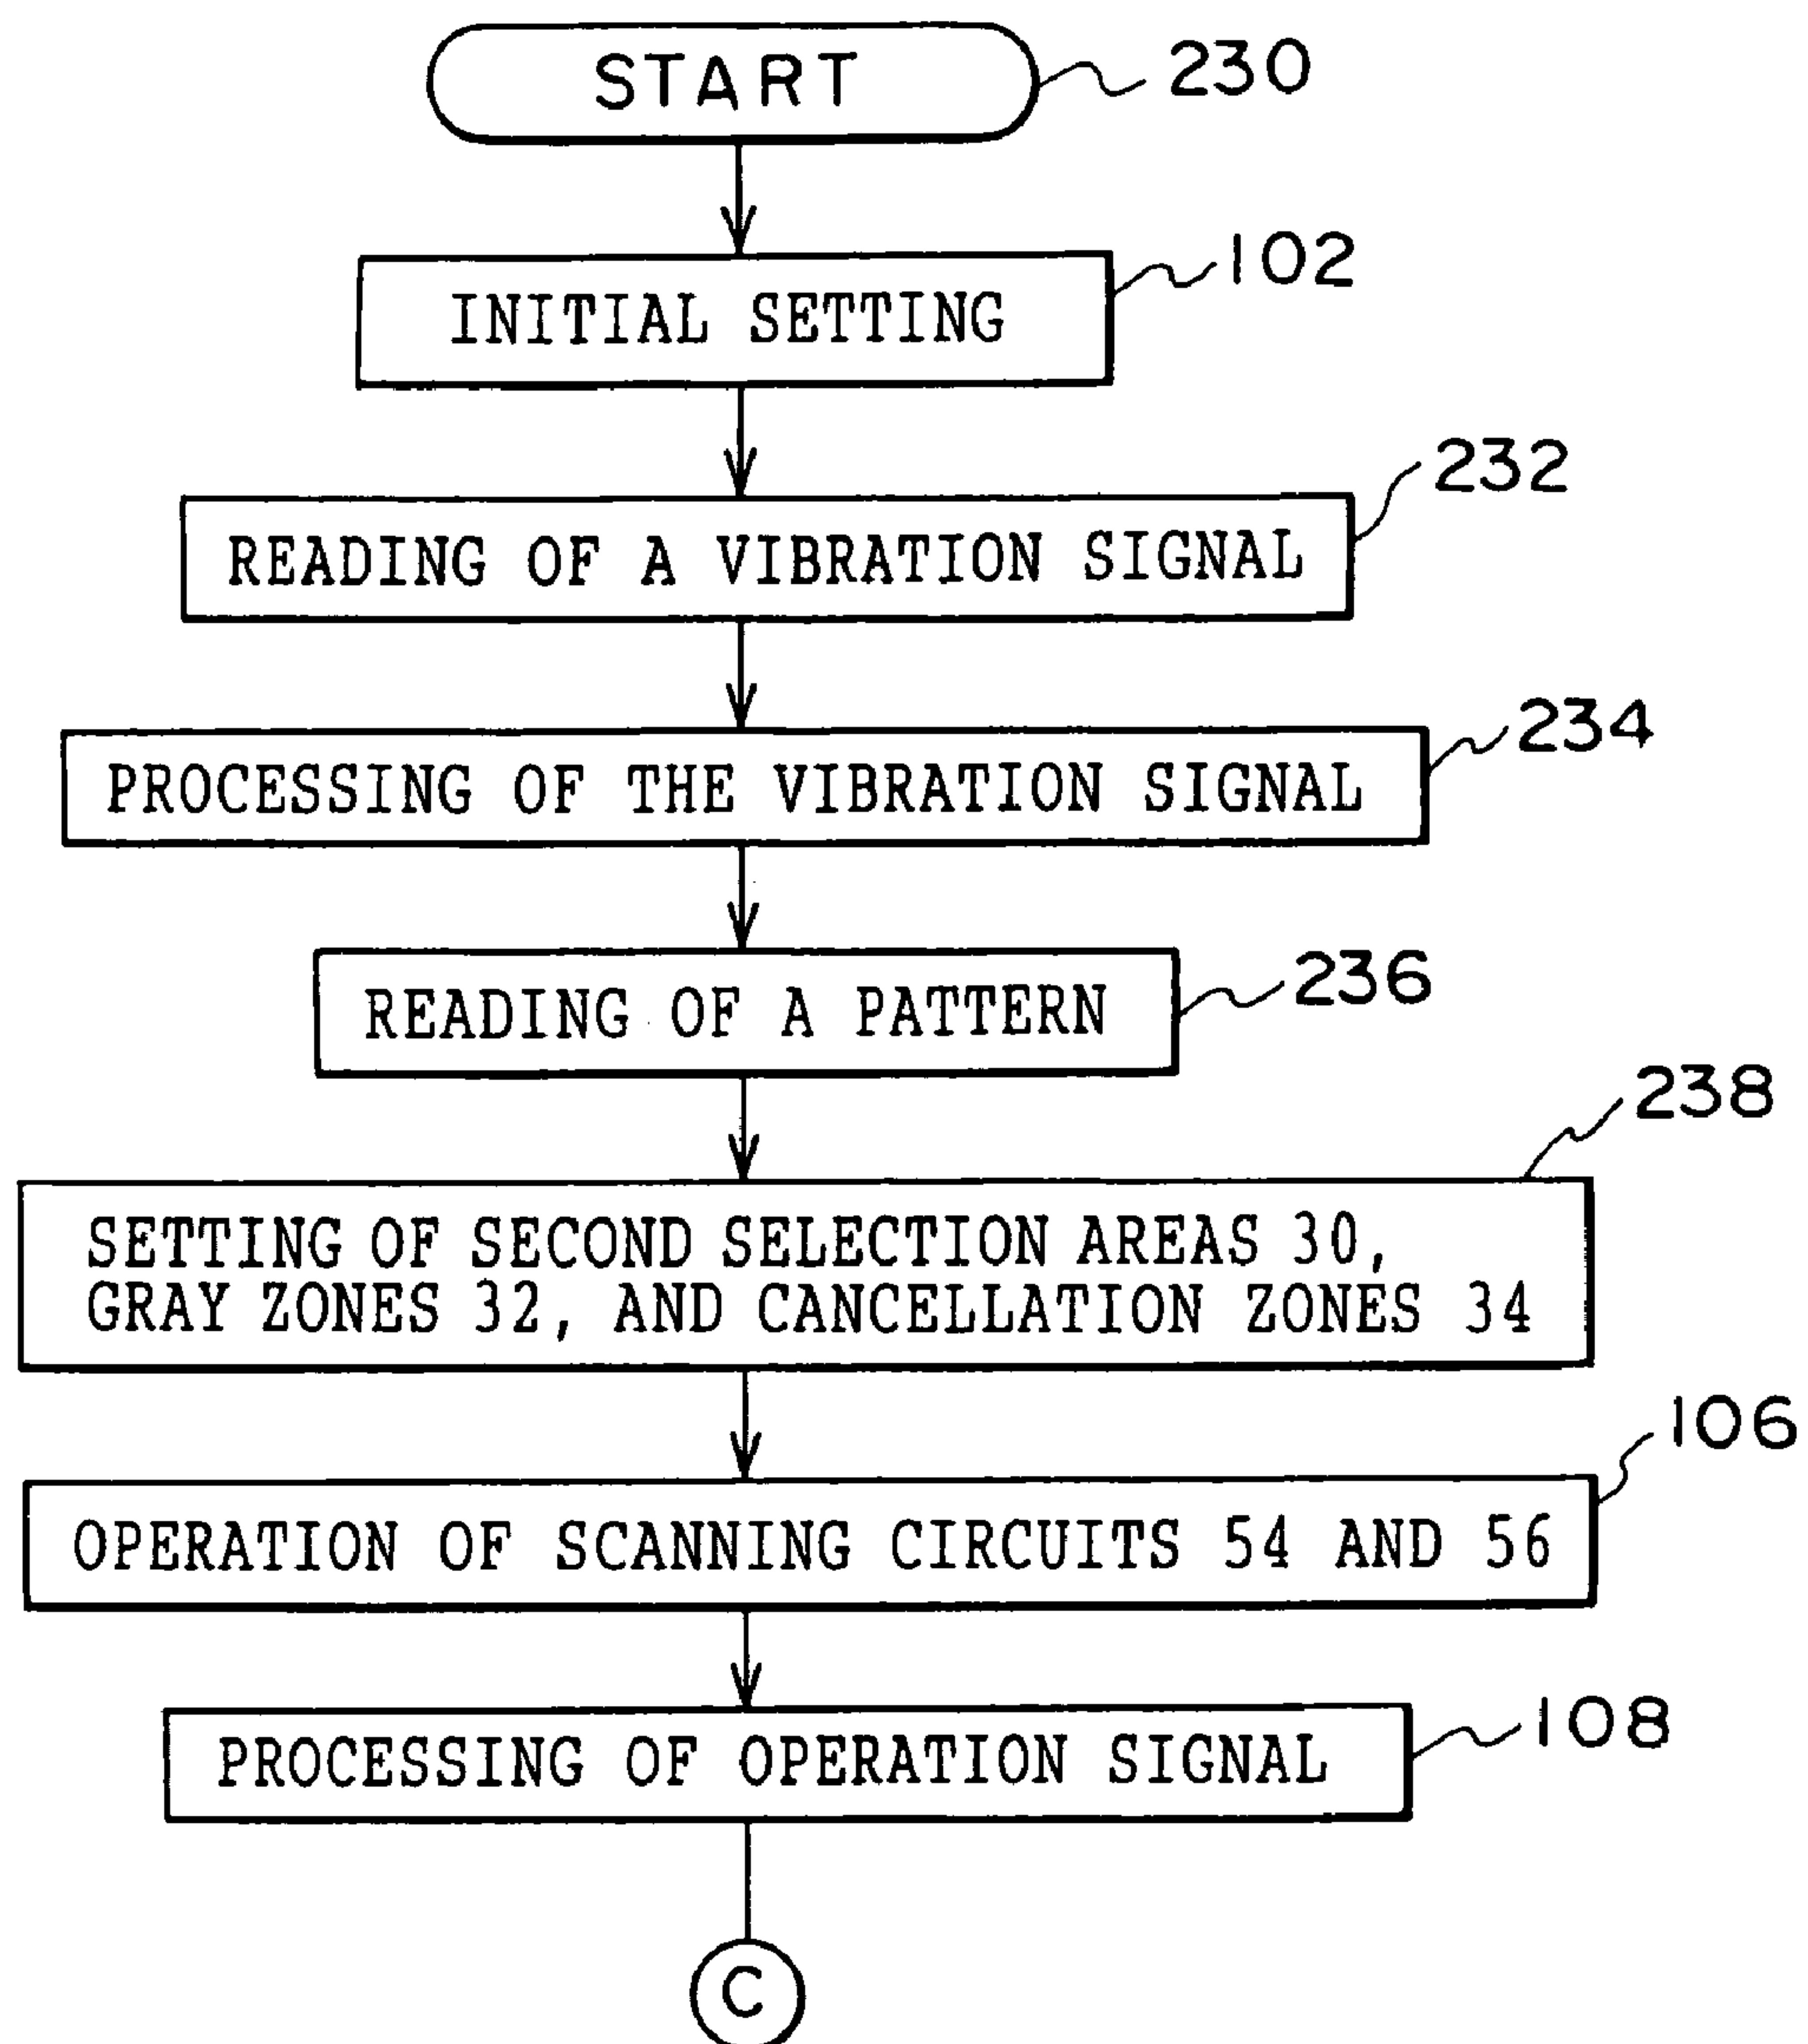 START
230
INITIAL SETTING
102
READING OF A VIBRATION SIGNAL
232
PROCESSING OF THE VIBRATION SIGNAL
234
READING OF A PATTERN
236
238
SETTING OF SECOND SELECTION AREAS 30,
GRAY ZONES 32, AND CANCELLATION ZONES 34
106
OPERATION OF SCANNING CIRCUITS 54 AND 56
PROCESSING OF OPERATION SIGNAL
108
C